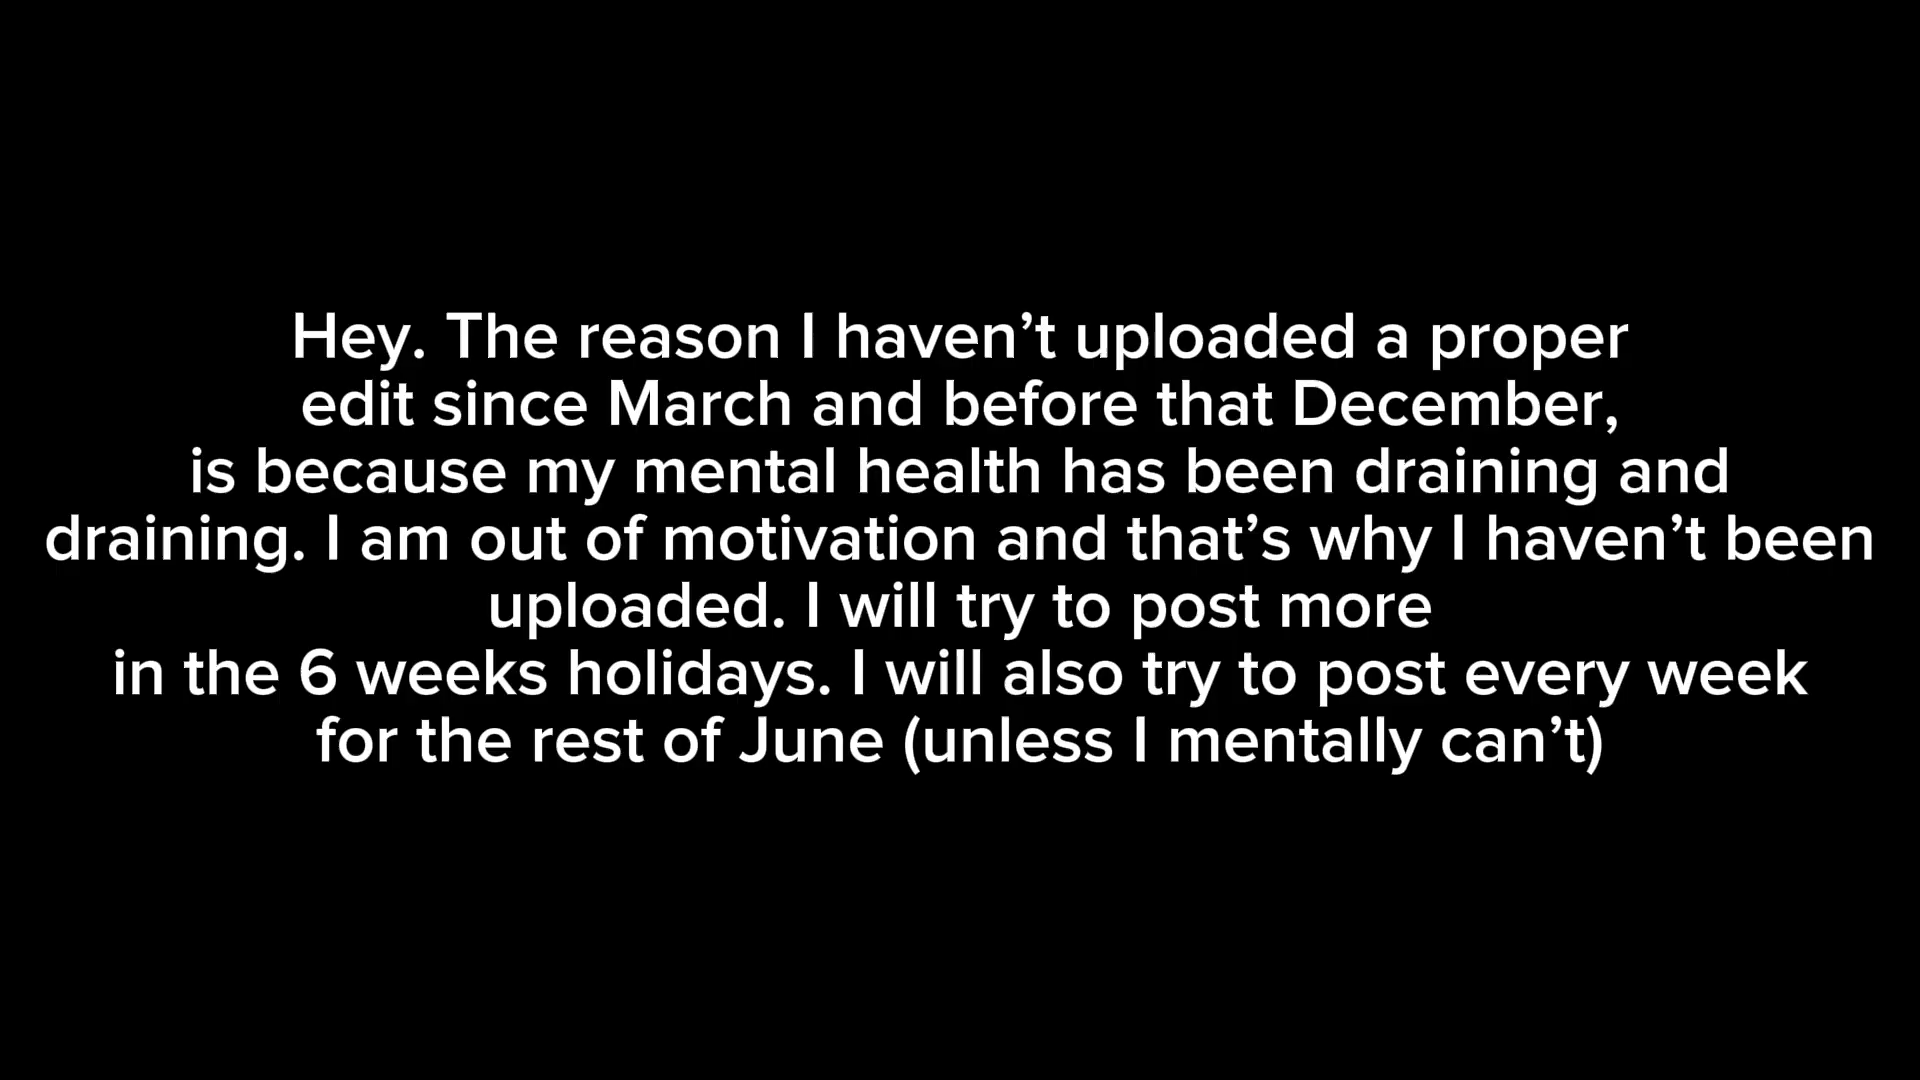 Hey. The reason I haven’t uploaded a proper
edit since March and before that December,
is because my mental health has been draining and
draining. I am out of motivation and that’s why I haven’t been
uploaded. I will try to post more
in the 6 weeks holidays. I will also try to post every week
for the rest of June (unless I mentally can’t)